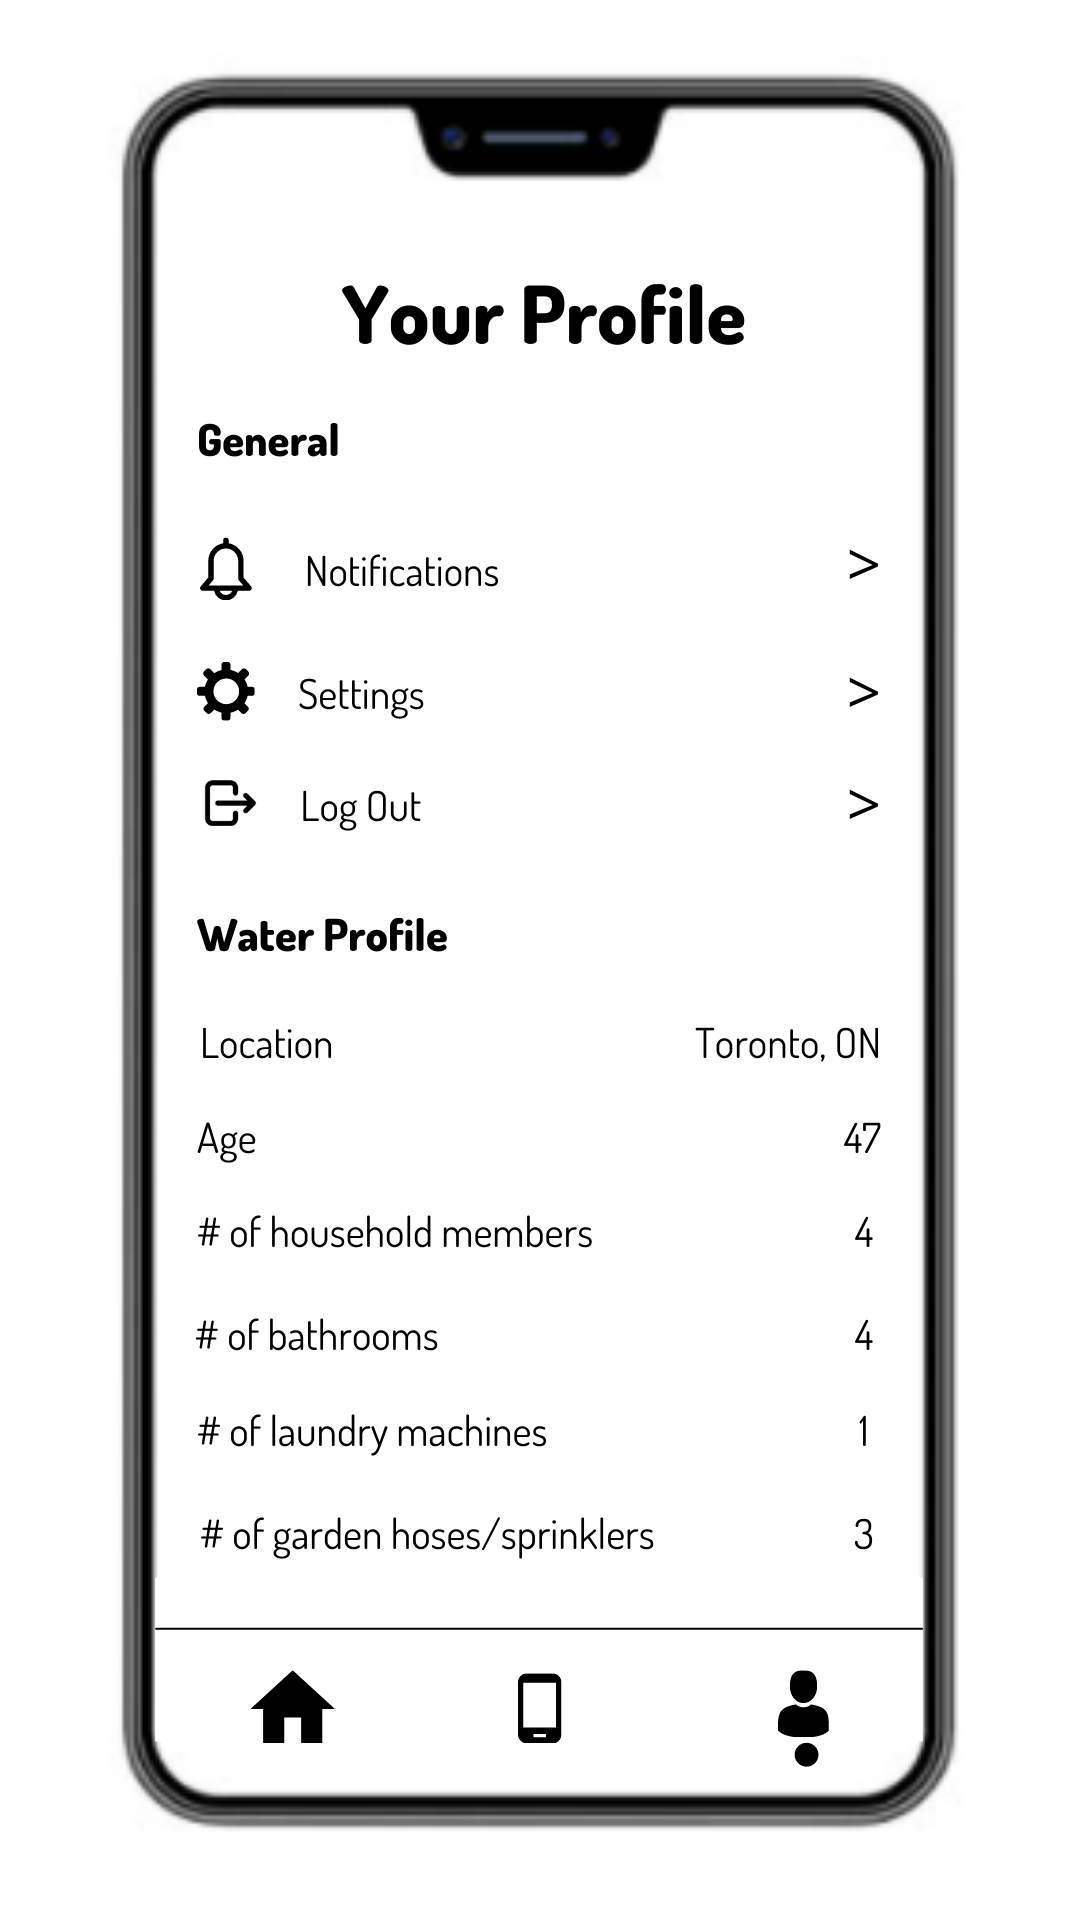 Your Profile
General
Notifications >
Settings >
Log Out >
Water Profile
Location Toronto, ON
Age 47
# of household members 4
# of bathrooms 4
# of laundry machines 1
# of garden hoses/sprinklers 3